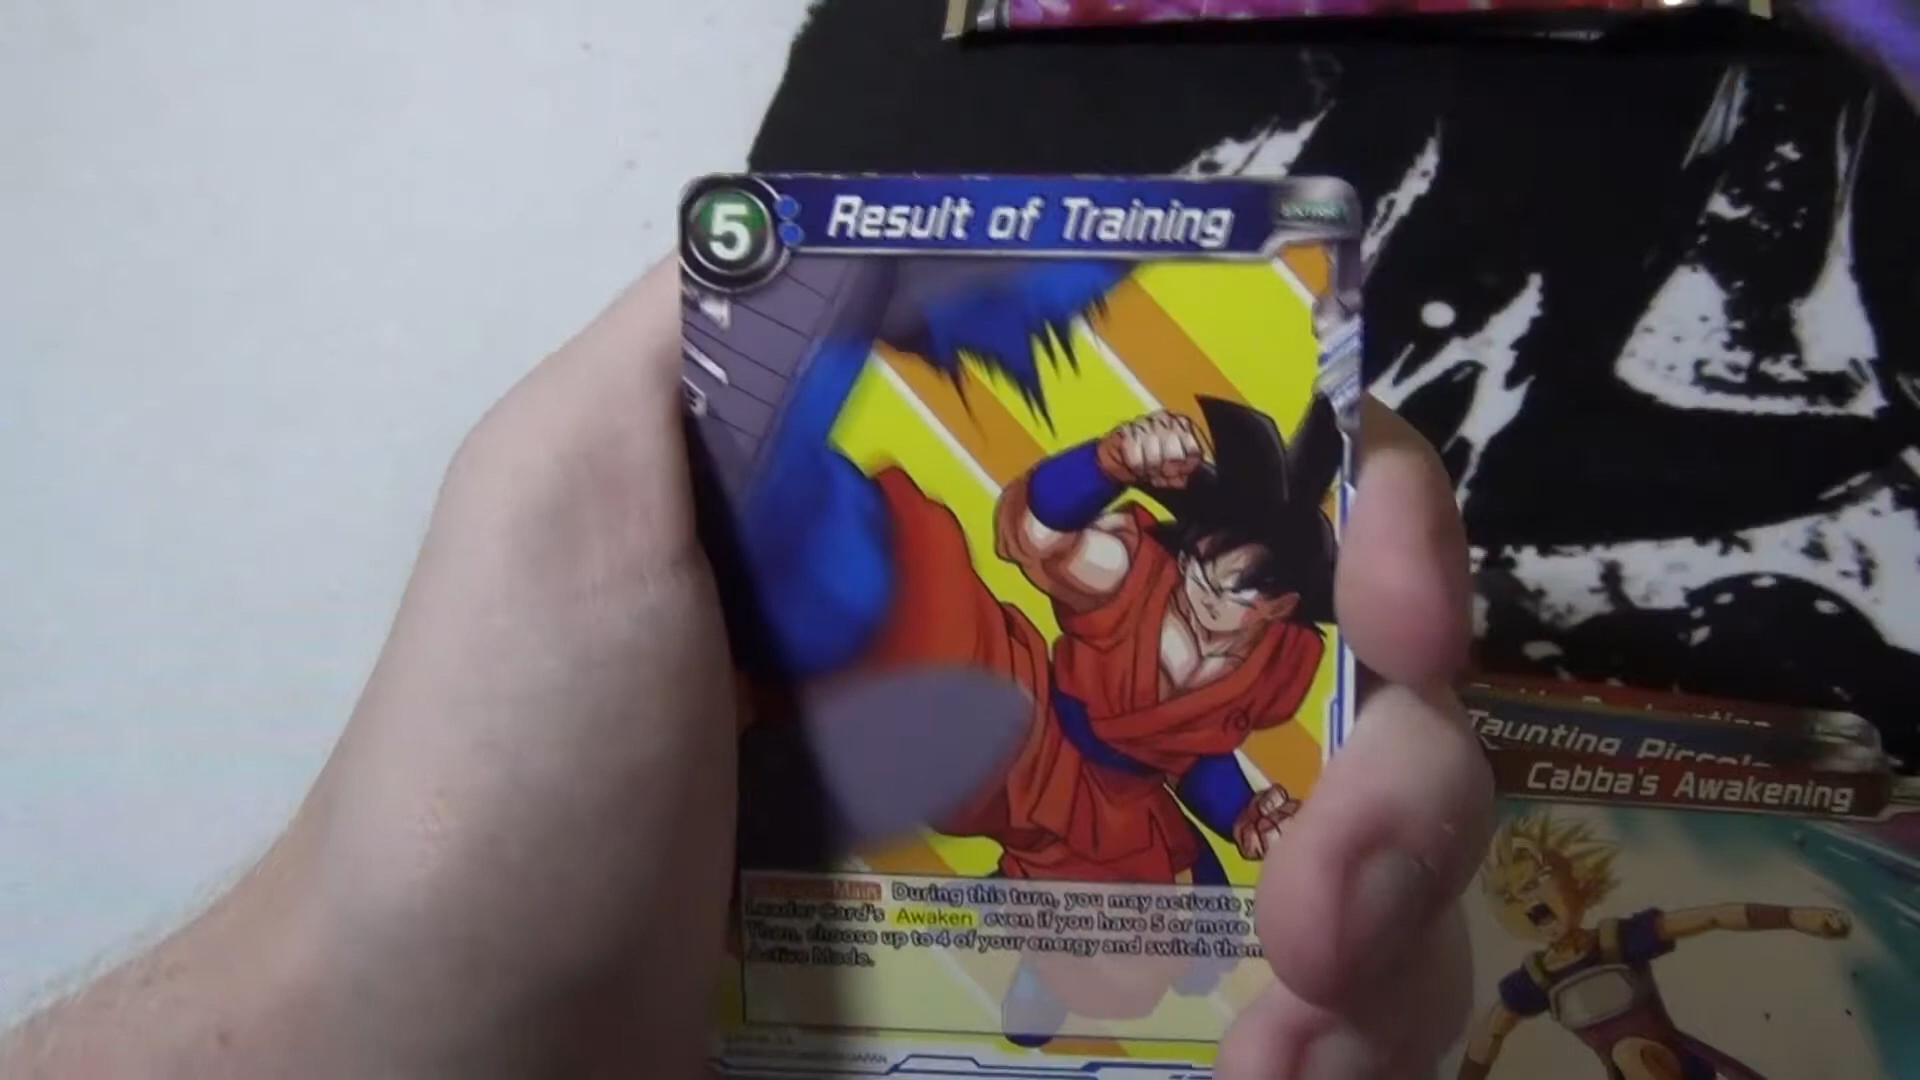 5 Result of Training
During this turn, you may activate
Leader Card's Awaken even if you have 5 or more
Then, choose up to 4 of your energy and switch them
Active Mode.
Taunting Piccolo
Cabba's Awakening